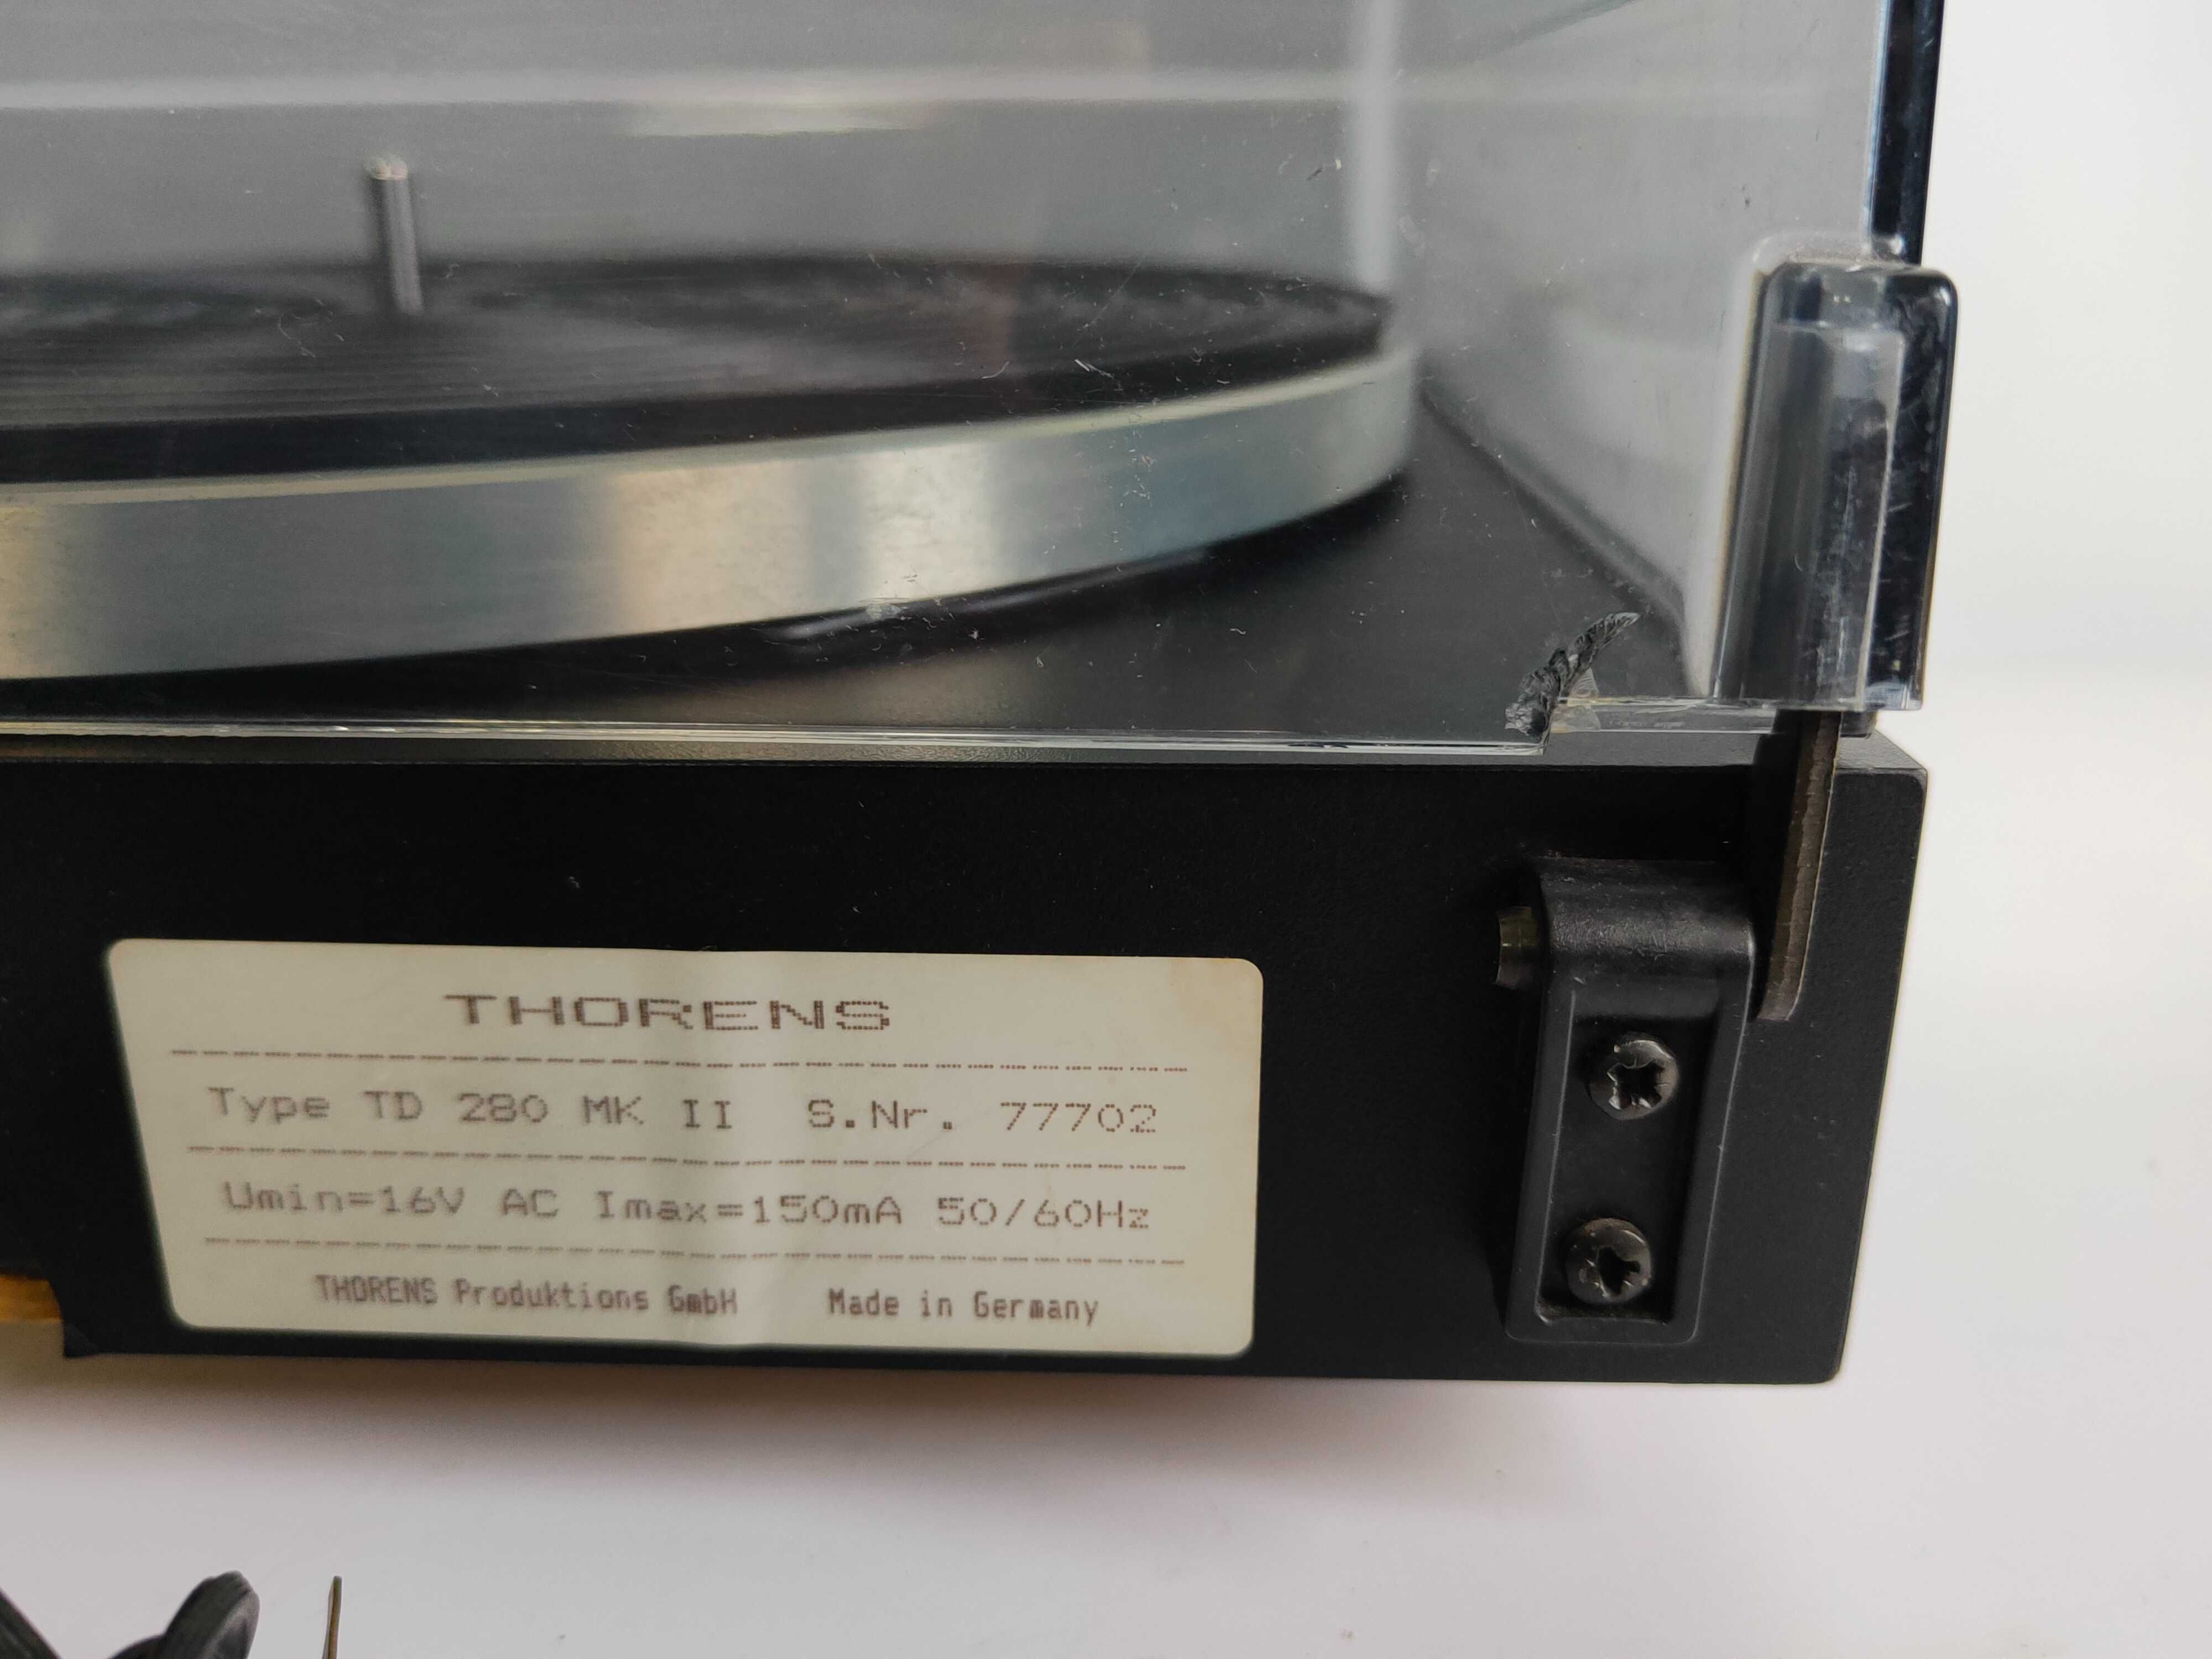 THORENS
Type TD 280 MK II S.Nr. 77702
Umin=16V AC Imax=150mA 50/60Hz
THORENS Produktions GmbH Made in Germany